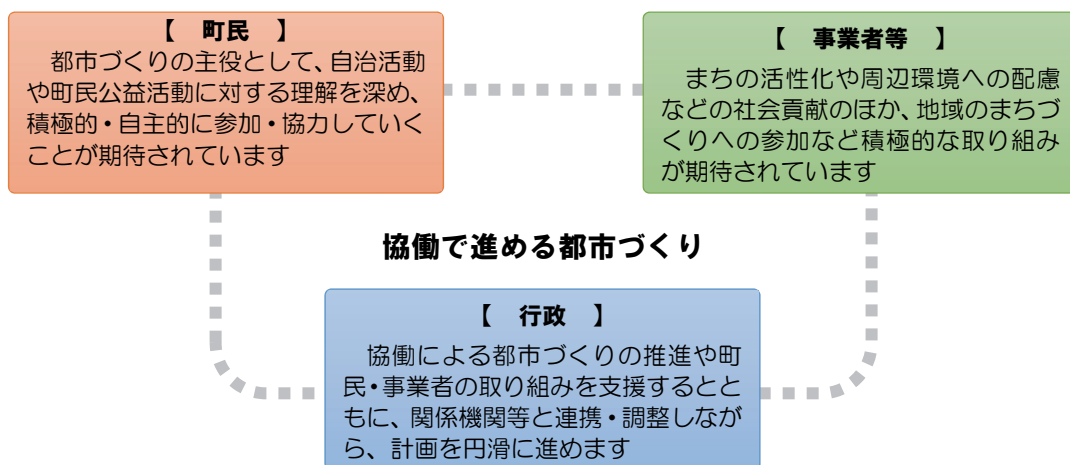 【 町民 】
都市づくりの主役として、自治活動
や町民公益活動に対する理解を深め、
積極的・自主的に参加・協力していく
ことが期待されています
【 事業者等 】
まちの活性化や周辺環境への配慮
などの社会貢献のほか、地域のまちづ
くりへの参加など積極的な取り組み
が期待されています
協働で進める都市づくり
【 行政 】
協働による都市づくりの推進や町
民・事業者の取り組みを支援するとと
もに、関係機関等と連携・調整しなが
ら、計画を円滑に進めます